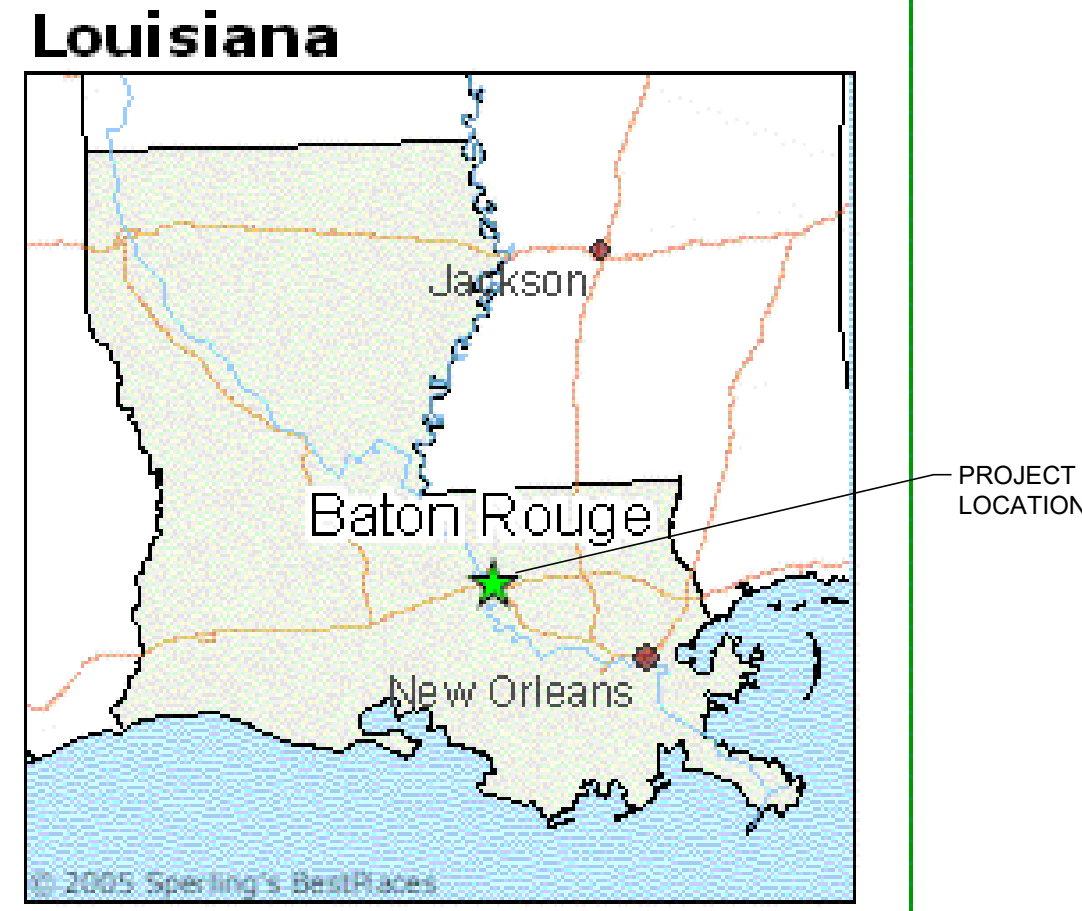 Louisiana
Jackson
Baton Rouge
PROJECT
LOCATION
New Orleans
© 2005 Sperling's BestPlaces